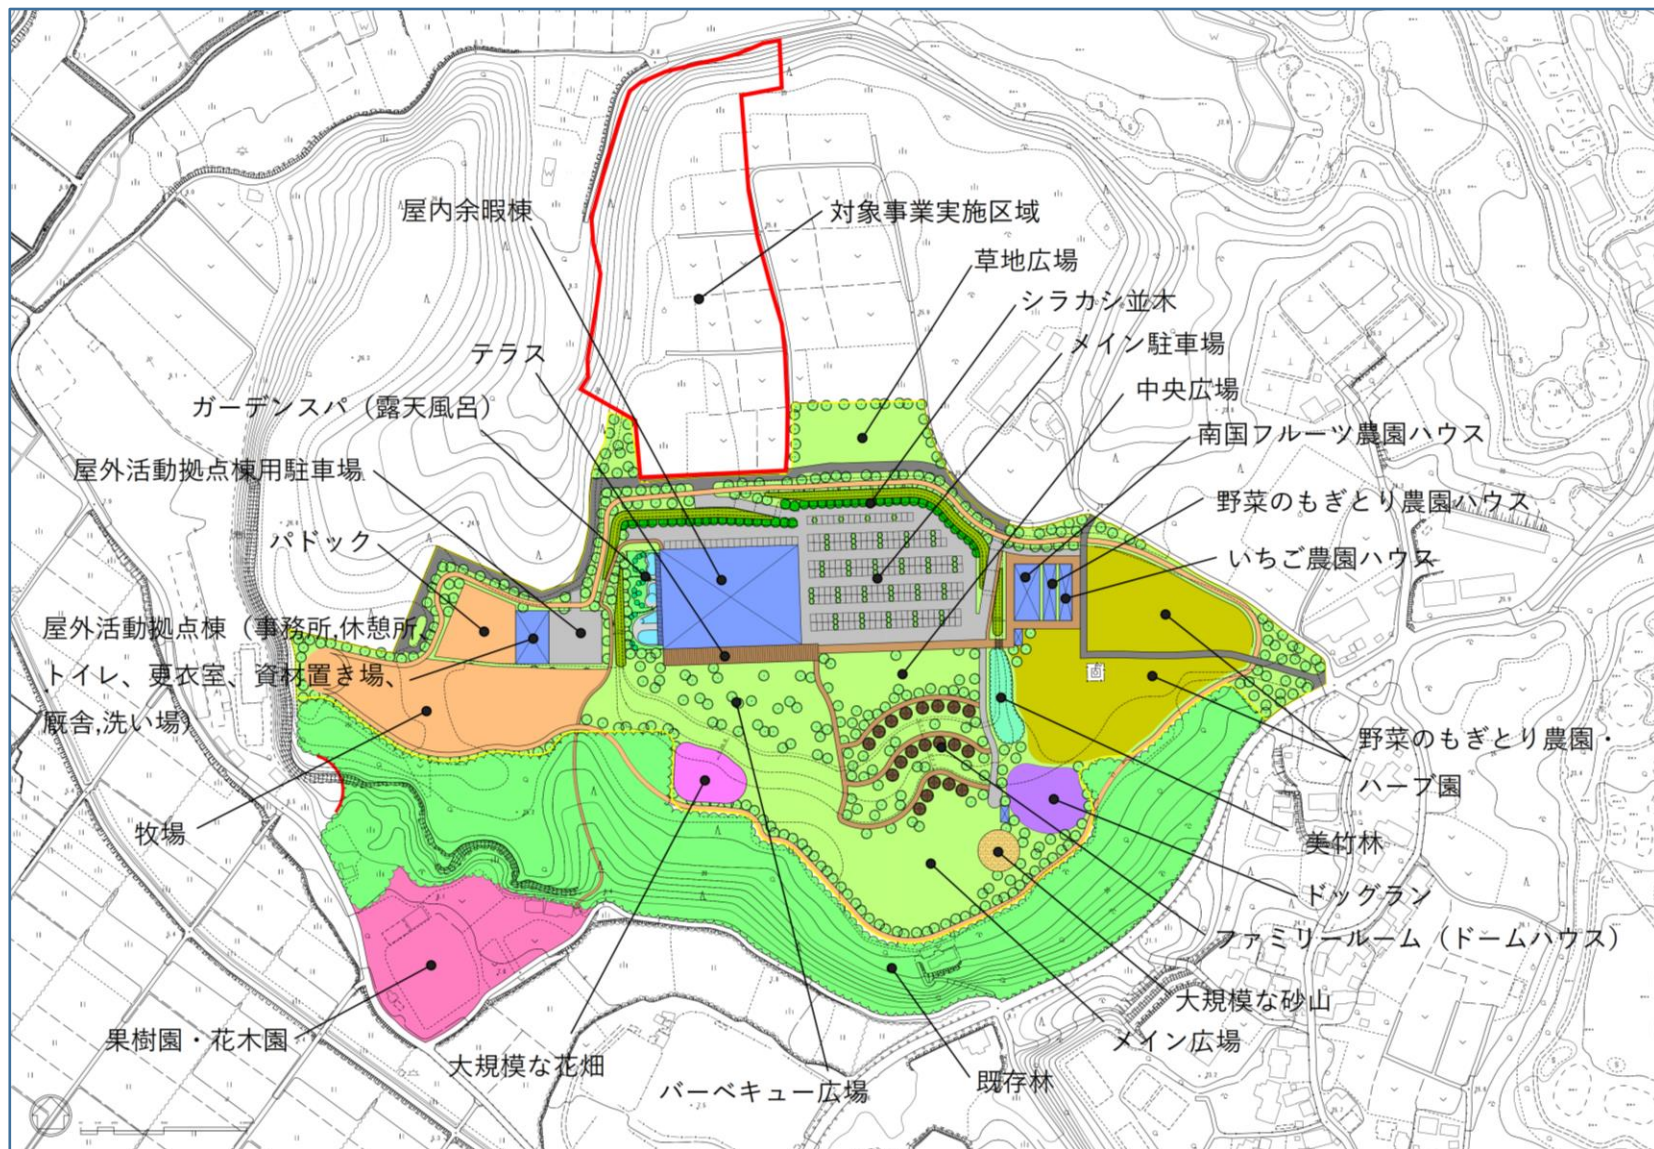 屋内余暇棟
対象事業実施区域
草地広場
シラカシ並木
メイン駐車場
テラス
中央広場
ガーデンスパ（露天風呂）
南国フルーツ農園ハウス
屋外活動拠点棟用駐車場
野菜のもぎとり農園ハウス
パドック
いちご農園ハウス
屋外活動拠点棟（事務所,休憩所、
トイレ、更衣室、資材置き場、
厩舎,洗い場）
野菜のもぎとり農園・
ハーブ園
牧場
美竹林
ドッグラン
ファミリールーム（ドームハウス）
大規模な砂山
果樹園・花木園
メイン広場
大規模な花畑
既存林
バーベキュー広場